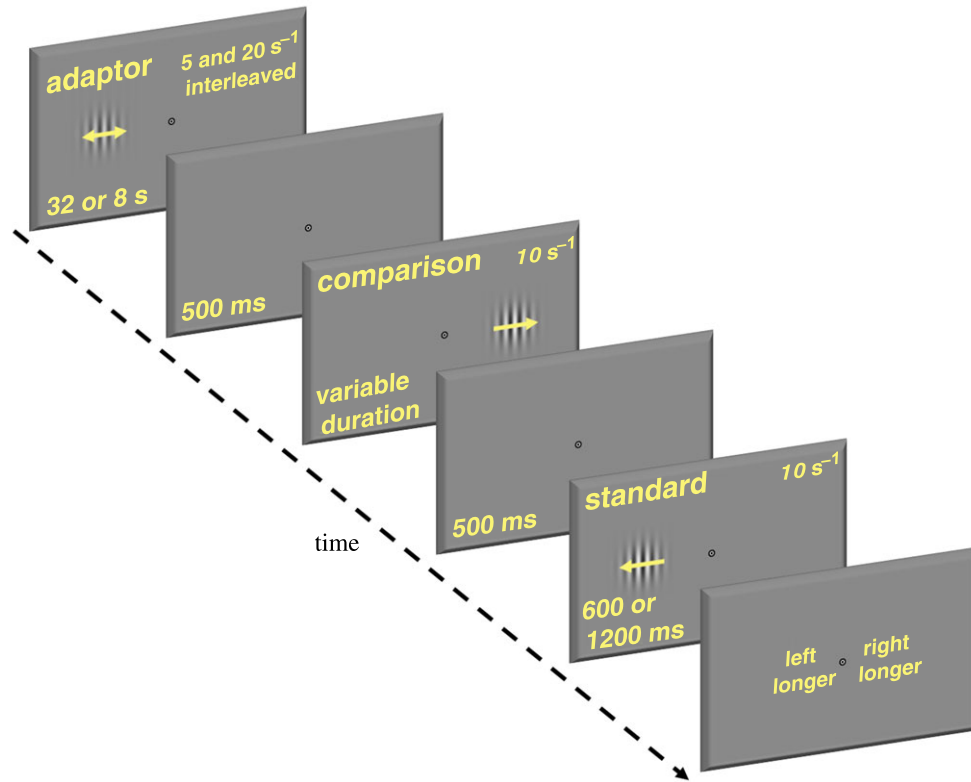 adaptor
5 and 20 s⁻¹
interleaved
32 or 8 s
500 ms
comparison
10 s⁻¹
variable
duration
500 ms
standard
10 s⁻¹
600 or
1200 ms
left
longer
right
longer
time